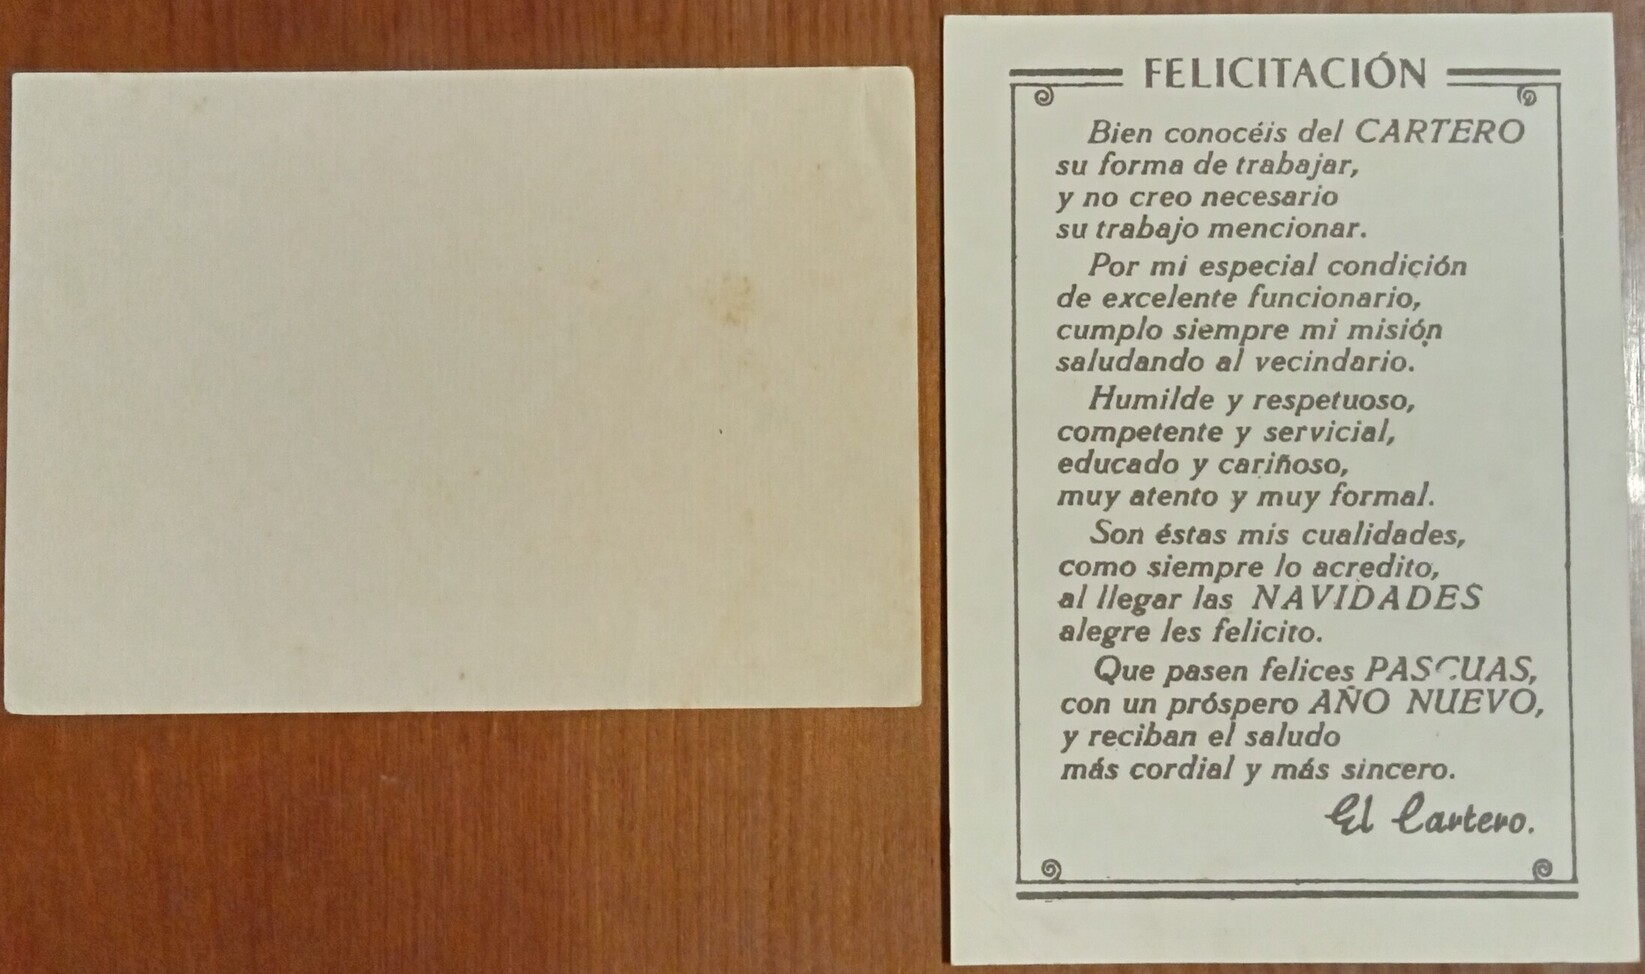 FELICITACIÓN
Bien conocéis del CARTERO
su forma de trabajar,
y no creo necesario
su trabajo mencionar.
Por mi especial condición
de excelente funcionario,
cumplo siempre mi misión
saludando al vecindario.
Humilde y respetuoso,
competente y servicial,
educado y cariñoso,
muy atento y muy formal.
Son éstas mis cualidades,
como siempre lo acredito,
al llegar las NAVIDADES
alegre les felicito.
Que pasen felices PASCUAS,
con un próspero AÑO NUEVO,
y reciban el saludo
más cordial y más sincero.
El Cartero.